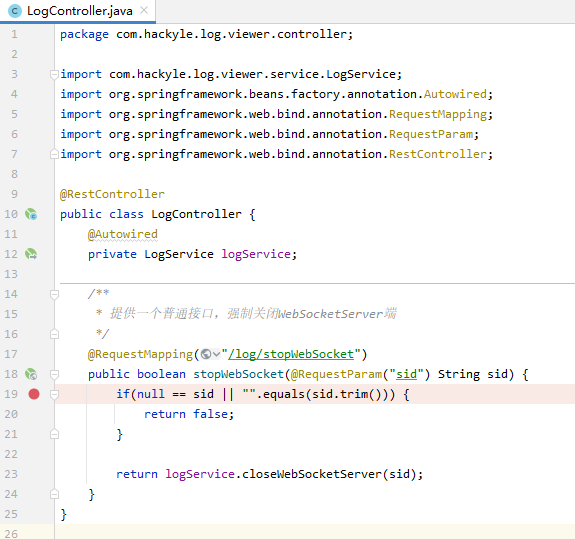 LogController.java
1 package com.hackyle.log.viewer.controller;
2
3 import com.hackyle.log.viewer.service.LogService;
4 import org.springframework.beans.factory.annotation.Autowired;
5 import org.springframework.web.bind.annotation.RequestMapping;
6 import org.springframework.web.bind.annotation.RequestParam;
7 import org.springframework.web.bind.annotation.RestController;
8
9 @RestController
10 public class LogController {
11 @Autowired
12 private LogService logService;
13
14 /**
15 * 提供一个普通接口，强制关闭WebSocketServer端
16 */
17 @RequestMapping("/log/stopWebSocket")
18 public boolean stopWebSocket(@RequestParam("sid") String sid) {
19 if(null == sid || "".equals(sid.trim())) {
20 return false;
21 }
22
23 return logService.closeWebSocketServer(sid);
24 }
25 }
26